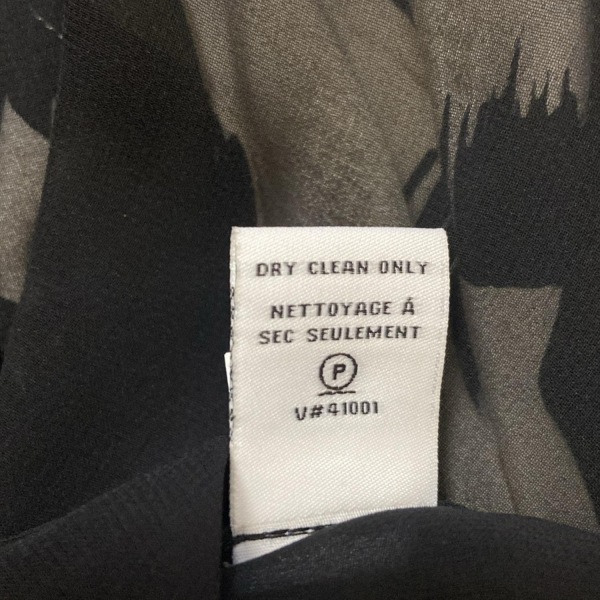 DRY CLEAN ONLY
NETTOYAGE Á
SEC SEULEMENT
P
V#41001